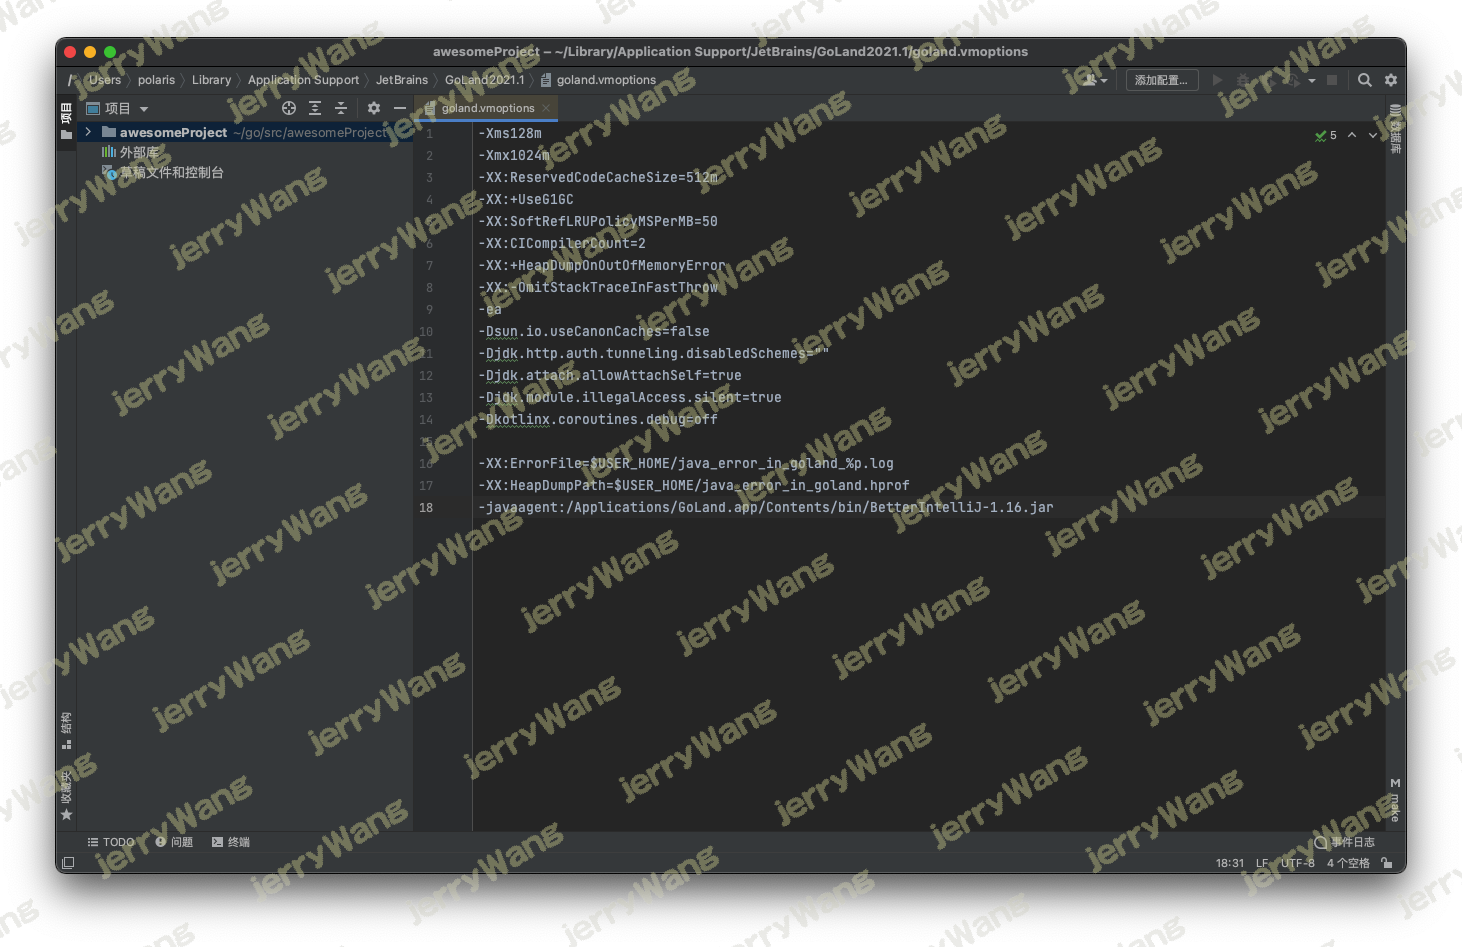 awesomeProject – ~/Library/Application Support/JetBrains/GoLand2021.1/goland.vmoptions
/ Users 〉 polaris 〉 Library 〉 Application Support 〉 JetBrains 〉 GoLand2021.1 〉 goland.vmoptions
添加配置...
项目
项目
goland.vmoptions
awesomeProject ~/go/src/awesomeProject
外部库
草稿文件和控制台
5
数据库
1 -Xms128m
2 -Xmx1024m
3 -XX:ReservedCodeCacheSize=512m
4 -XX:+UseG1GC
5 -XX:SoftRefLRUPolicyMSPerMB=50
6 -XX:CICompilerCount=2
7 -XX:+HeapDumpOnOutOfMemoryError
8 -XX:-OmitStackTraceInFastThrow
9 -ea
10 -Dsun.io.useCanonCaches=false
11 -Djdk.http.auth.tunneling.disabledSchemes=""
12 -Djdk.attach.allowAttachSelf=true
13 -Djdk.module.illegalAccess.silent=true
14 -Dkotlinx.coroutines.debug=off
15
16 -XX:ErrorFile=$USER_HOME/java_error_in_goland_%p.log
17 -XX:HeapDumpPath=$USER_HOME/java_error_in_goland.hprof
18 -javaagent:/Applications/GoLand.app/Contents/bin/BetterIntelliJ-1.16.jar
结构
收藏夹
M make
TODO 问题 终端 事件日志
18:31 LF UTF-8 4 个空格
jerryWang